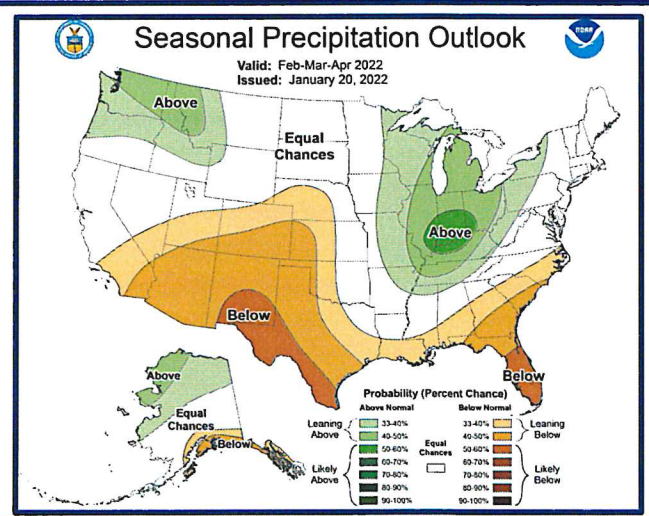 Seasonal Precipitation Outlook
NOAA
Valid: Feb-Mar-Apr 2022
Issued: January 20, 2022
Above
Equal
Chances
Above
Below
Below
Above
Equal
Chances
Below
Probability (Percent Chance)
Above Normal
Below Normal
Leaning
Above
33-40%
40-50%
50-60%
60-70%
70-80%
80-90%
90-100%
Likely
Above
Equal
Chances
33-40%
40-50%
50-60%
60-70%
70-80%
80-90%
90-100%
Leaning
Below
Likely
Below